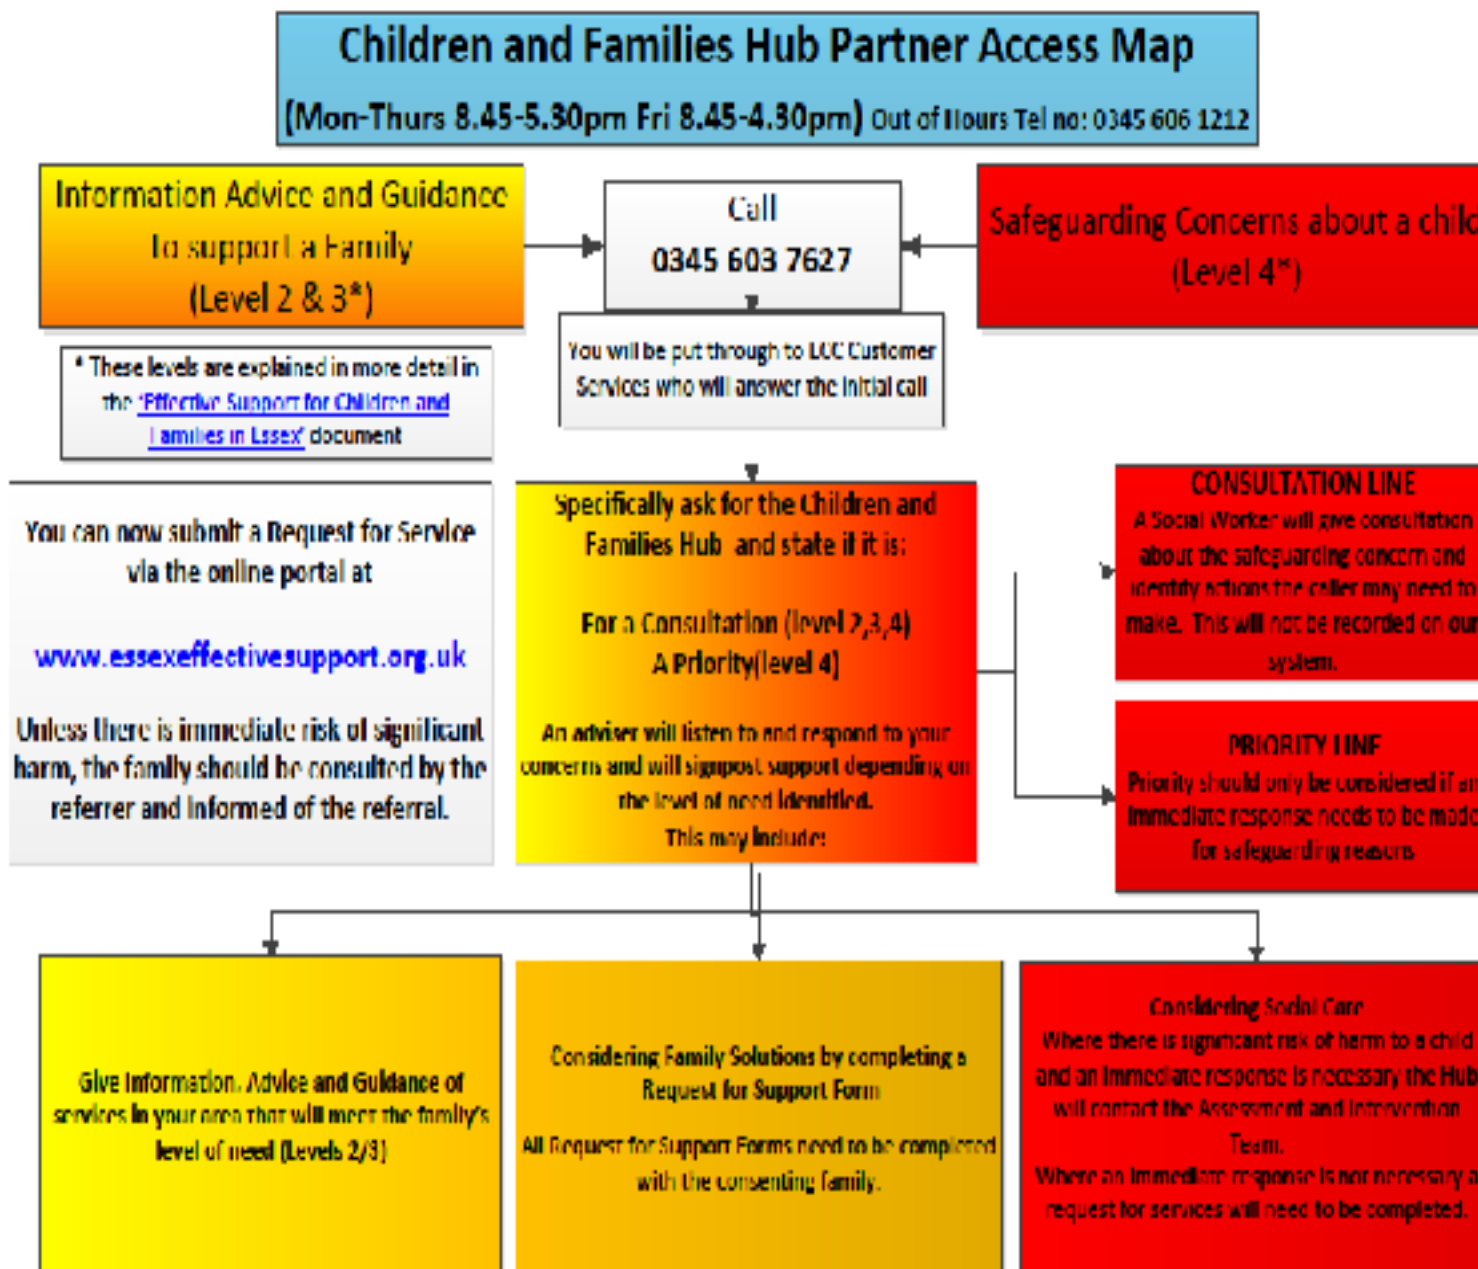 Children and Families Hub Partner Access Map
(Mon-Thurs 8.45-5.30pm Fri 8.45-4.30pm) Out of Hours Tel no: 0345 606 1212
Information Advice and Guidance
to support a Family
(Level 2 & 3*)
Call
0345 603 7627
Safeguarding Concerns about a child
(Level 4*)
* These levels are explained in more detail in
the 'Effective Support for Children and
Families in Essex' document
You will be put through to ECC Customer
Services who will answer the initial call
You can now submit a Request for Service
via the online portal at
www.essexeffectivesupport.org.uk
Unless there is immediate risk of significant
harm, the family should be consulted by the
referrer and informed of the referral.
Specifically ask for the Children and
Families Hub and state if it is:
For a Consultation (level 2,3,4)
A Priority(level 4)
An adviser will listen to and respond to your
concerns and will signpost support depending on
the level of need identified.
This may include:
CONSULTATION LINE
A Social Worker will give consultation
about the safeguarding concern and
identify actions the caller may need to
make. This will not be recorded on our
system.
PRIORITY LINE
Priority should only be considered if an
immediate response needs to be made
for safeguarding reasons
Give Information, Advice and Guidance of
services in your area that will meet the family's
level of need (Levels 2/3)
Considering Family Solutions by completing a
Request for Support Form
All Request for Support Forms need to be completed
with the consenting family.
Considering Social Care
Where there is significant risk of harm to a child
and an immediate response is necessary the Hub
will contact the Assessment and Intervention
Team.
Where an immediate response is not necessary a
request for services will need to be completed.